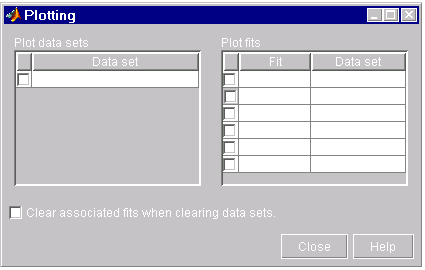 Plotting
Plot data sets
Plot fits
Data set
Fit Data set
Clear associated fits when clearing data sets.
Close Help